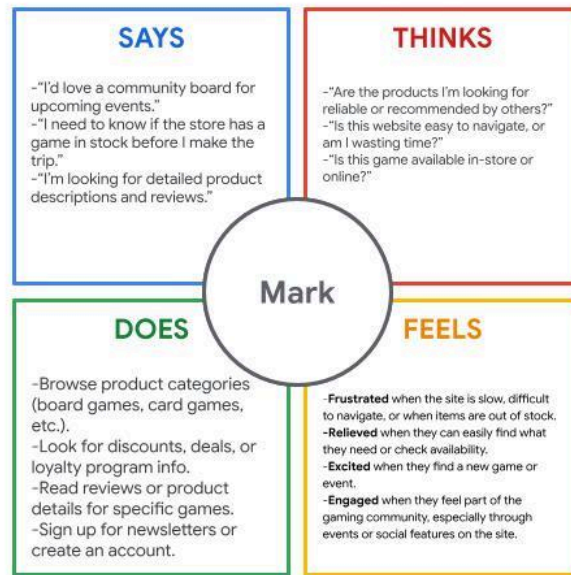 SAYS
-“I’d love a community board for
upcoming events.”
-“I need to know if the store has a
game in stock before I make the
trip.”
-“I’m looking for detailed product
descriptions and reviews.”
THINKS
-“Are the products I’m looking for
reliable or recommended by others?”
-“Is this website easy to navigate, or
am I wasting time?”
-“Is this game available in-store or
online?”
Mark
DOES
-Browse product categories
(board games, card games,
etc.).
-Look for discounts, deals, or
loyalty program info.
-Read reviews or product
details for specific games.
-Sign up for newsletters or
create an account.
FEELS
-Frustrated when the site is slow, difficult
to navigate, or when items are out of stock.
-Relieved when they can easily find what
they need or check availability.
-Excited when they find a new game or
event.
-Engaged when they feel part of the
gaming community, especially through
events or social features on the site.